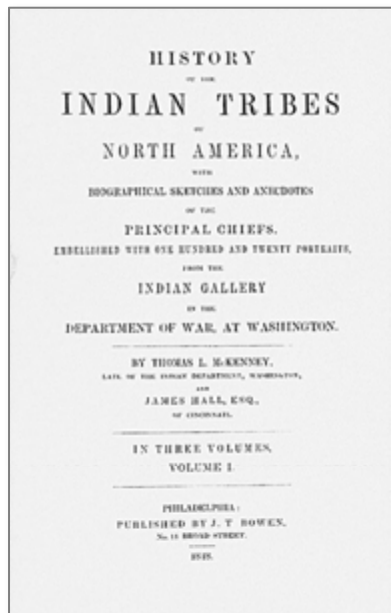 HISTORY
OF THE
INDIAN TRIBES
OF
NORTH AMERICA,
WITH
BIOGRAPHICAL SKETCHES AND ANECDOTES
OF THE
PRINCIPAL CHIEFS.
EMBELLISHED WITH ONE HUNDRED AND TWENTY PORTRAITS,
FROM THE
INDIAN GALLERY
IN THE
DEPARTMENT OF WAR, AT WASHINGTON.
BY THOMAS L. McKENNEY,
LATE OF THE INDIAN DEPARTMENT, WASHINGTON,
AND
JAMES HALL, ESQ.,
OF CINCINNATI.
IN THREE VOLUMES.
VOLUME I.
PHILADELPHIA:
PUBLISHED BY J. T BOWEN,
No. 18 BROAD STREET.
1848.